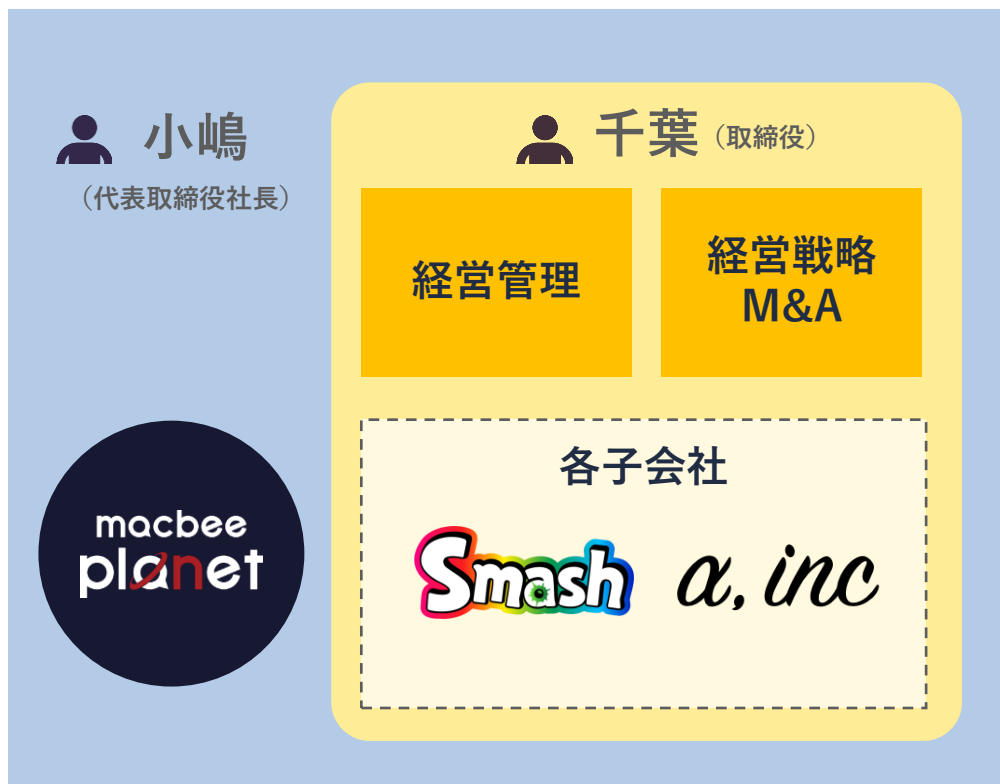 小嶋
（代表取締役社長）
千葉（取締役）
経営管理
経営戦略
M&A
macbee
planet
各子会社
Smash
α, inc